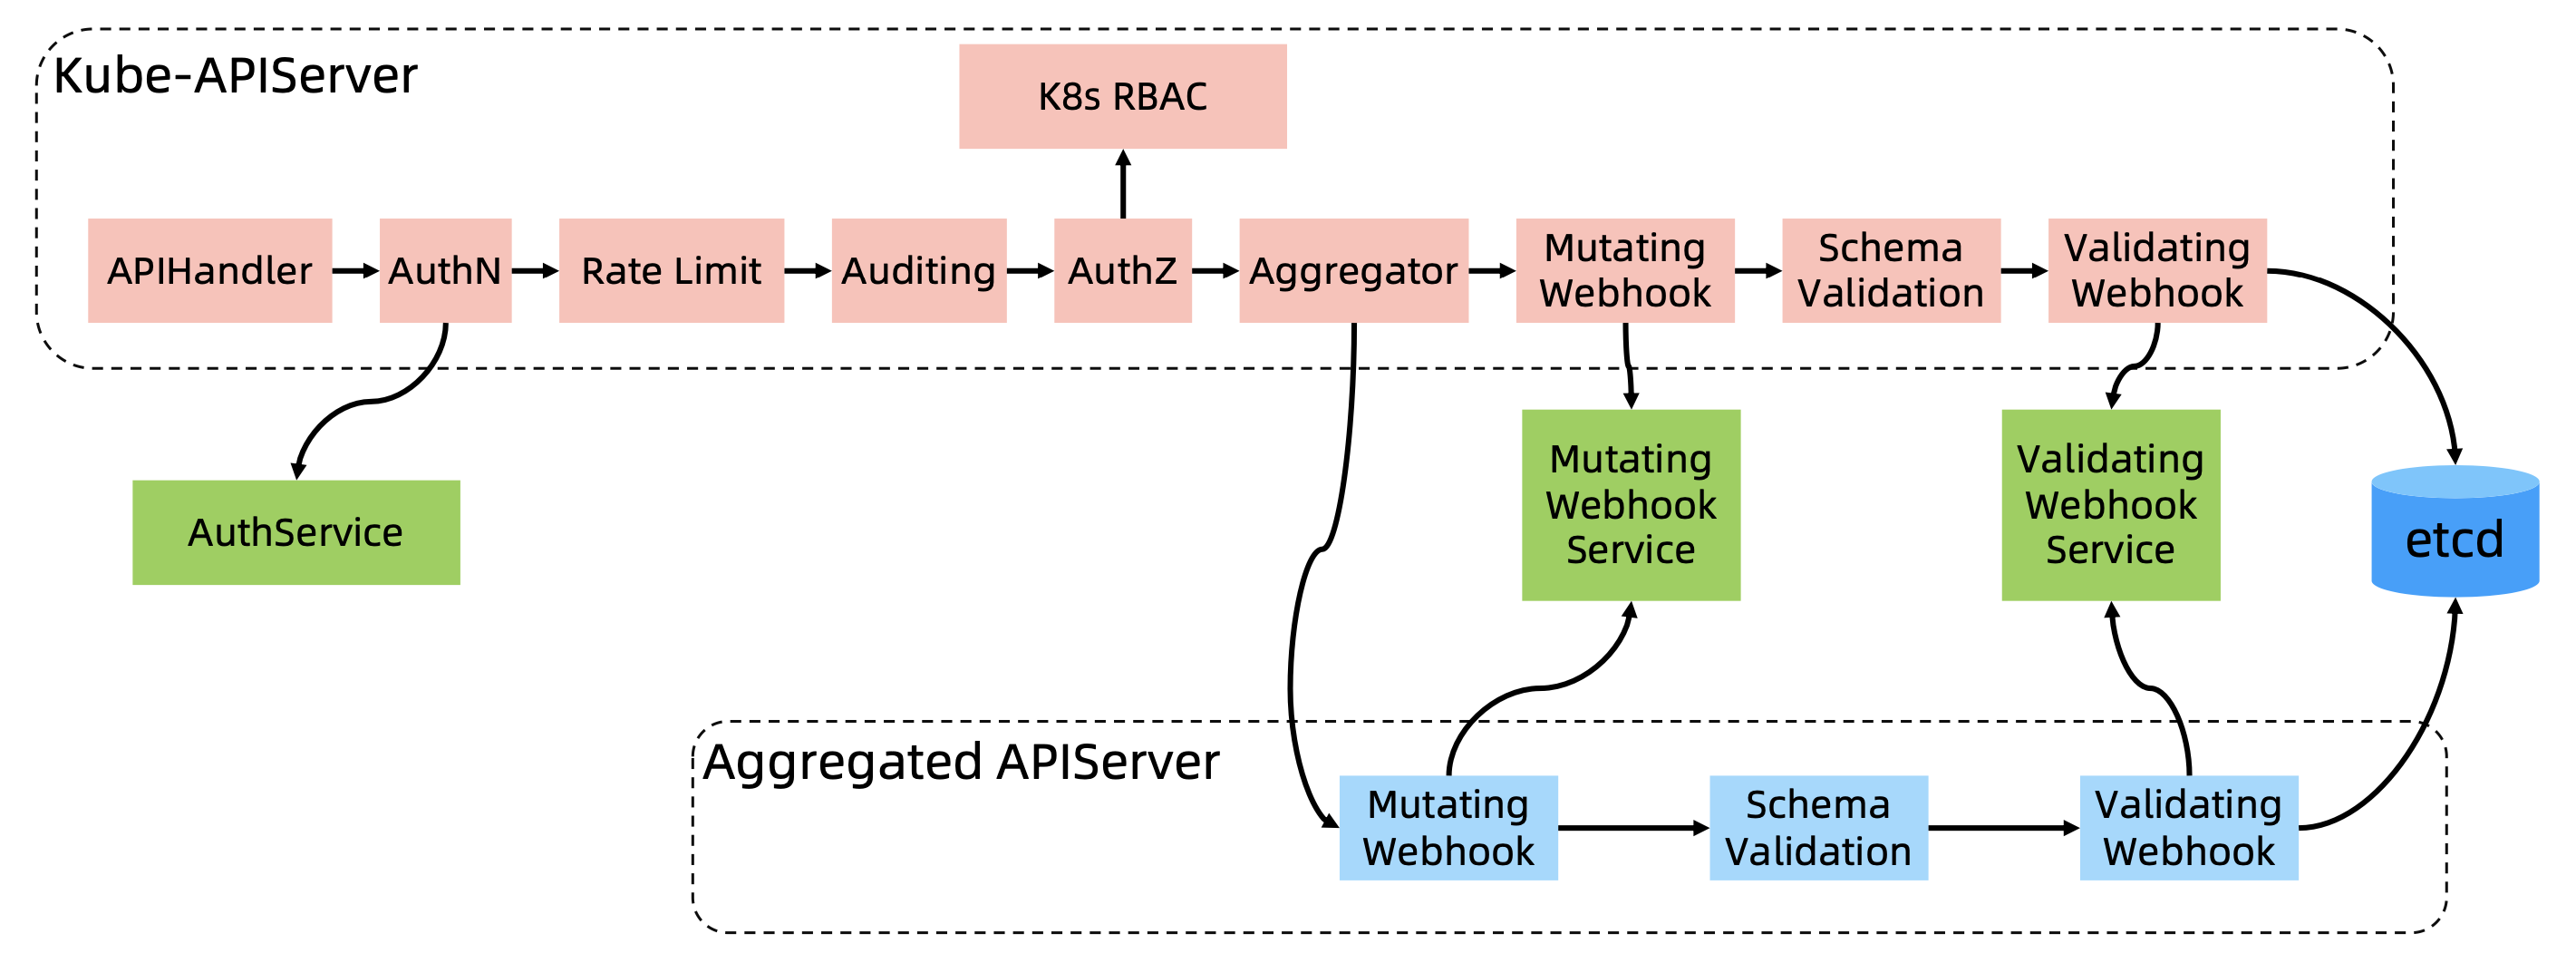 Kube-APIServer
K8s RBAC
APIHandler
AuthN
Rate Limit
Auditing
AuthZ
Aggregator
Mutating
Webhook
Schema
Validation
Validating
Webhook
AuthService
Mutating
Webhook
Service
Validating
Webhook
Service
etcd
Aggregated APIServer
Mutating
Webhook
Schema
Validation
Validating
Webhook